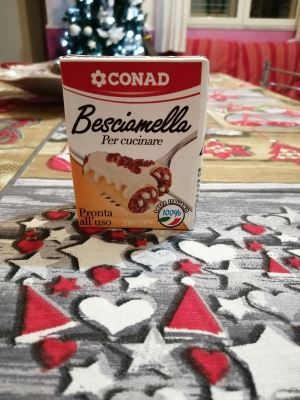 CONAD
Besciamella
Per cucinare
Pronta
all'uso
100%